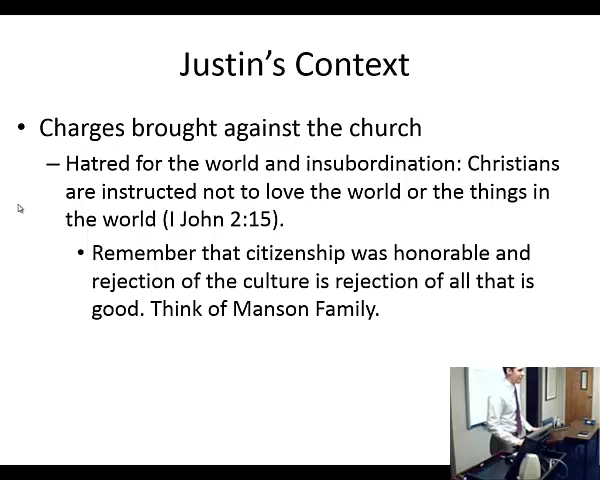 Justin's Context
• Charges brought against the church
– Hatred for the world and insubordination: Christians
are instructed not to love the world or the things in
the world (I John 2:15).
• Remember that citizenship was honorable and
rejection of the culture is rejection of all that is
good. Think of Manson Family.